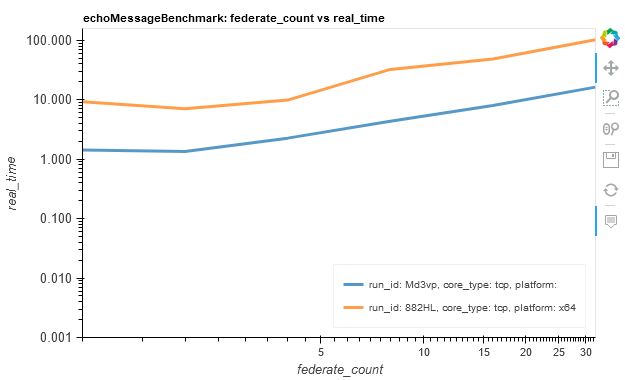 echoMessageBenchmark: federate_count vs real_time
100.000
10.000
1.000
0.100
0.010
0.001
real_time
run_id: Md3vp, core_type: tcp, platform:
run_id: 882HL, core_type: tcp, platform: x64
5
10
15
20
25
30
federate_count